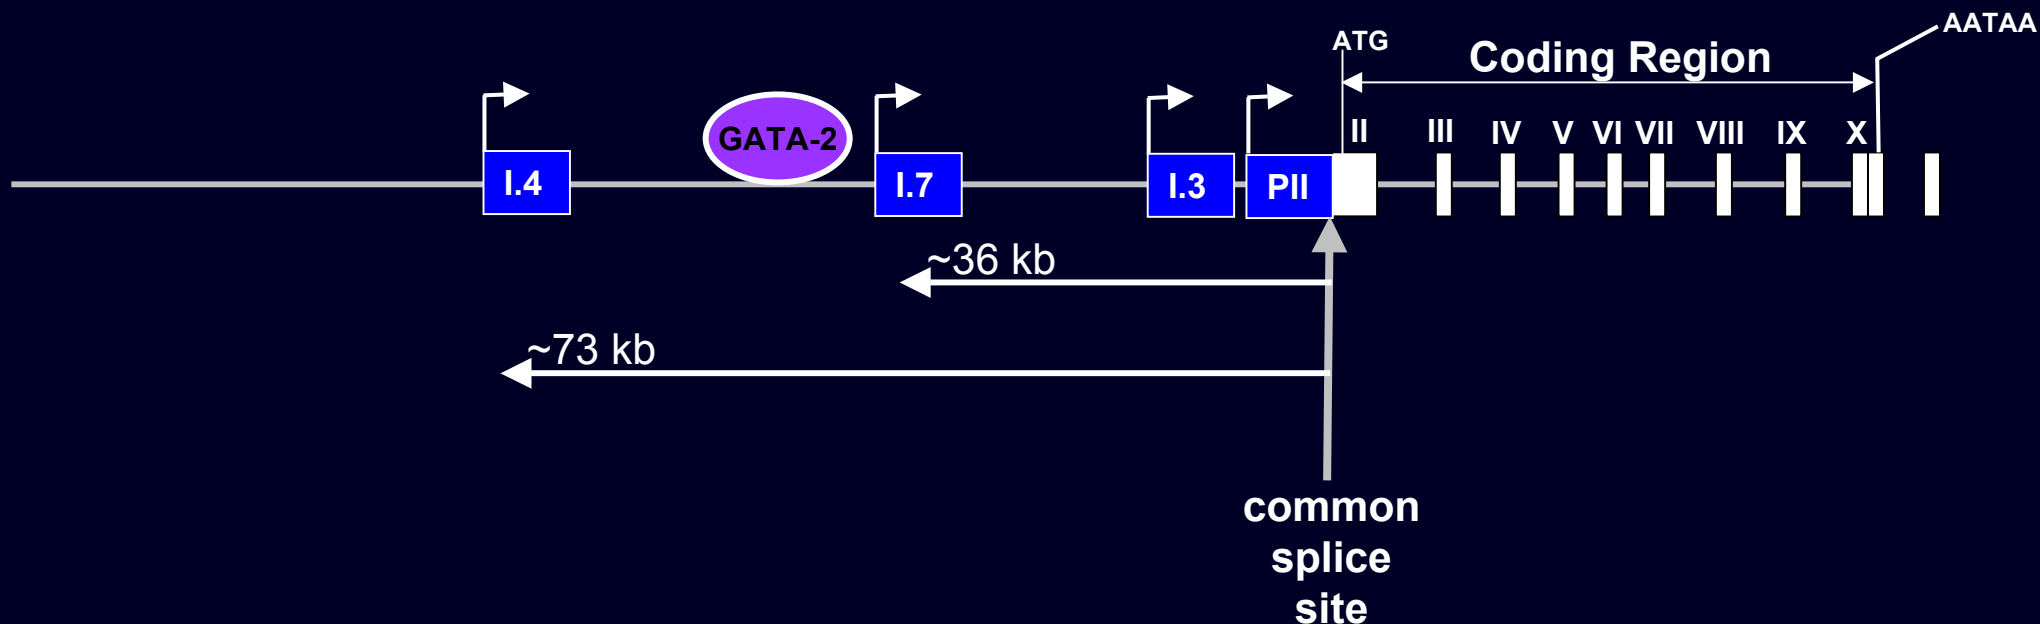 AATAA
ATG
Coding Region
II III IV V VI VII VIII IX X
GATA-2
I.4 I.7 I.3 PII
~36 kb
~73 kb
common
splice
site